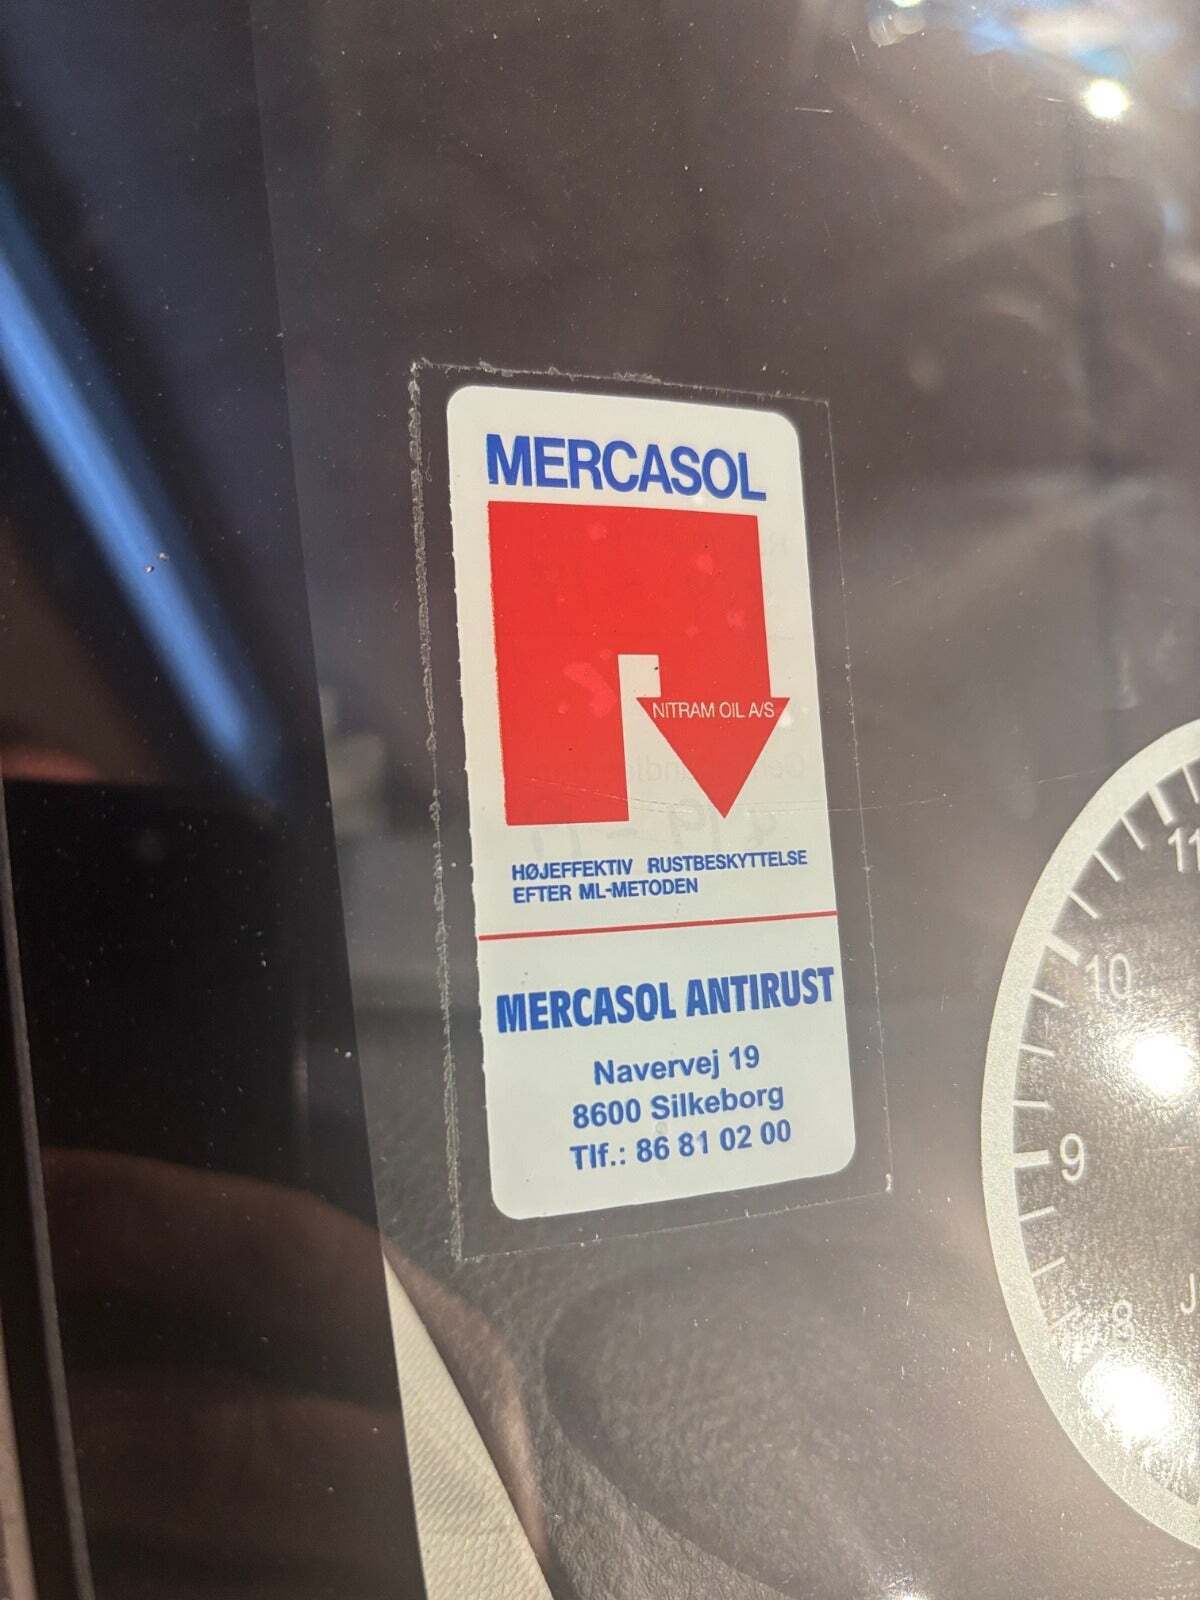 MERCASOL
NITRAM OIL A/S
HØJEFFEKTIV RUSTBESKYTTELSE
EFTER ML-METODEN
MERCASOL ANTIRUST
Navervej 19
8600 Silkeborg
Tlf.: 86 81 02 00
11
10
9
8
J